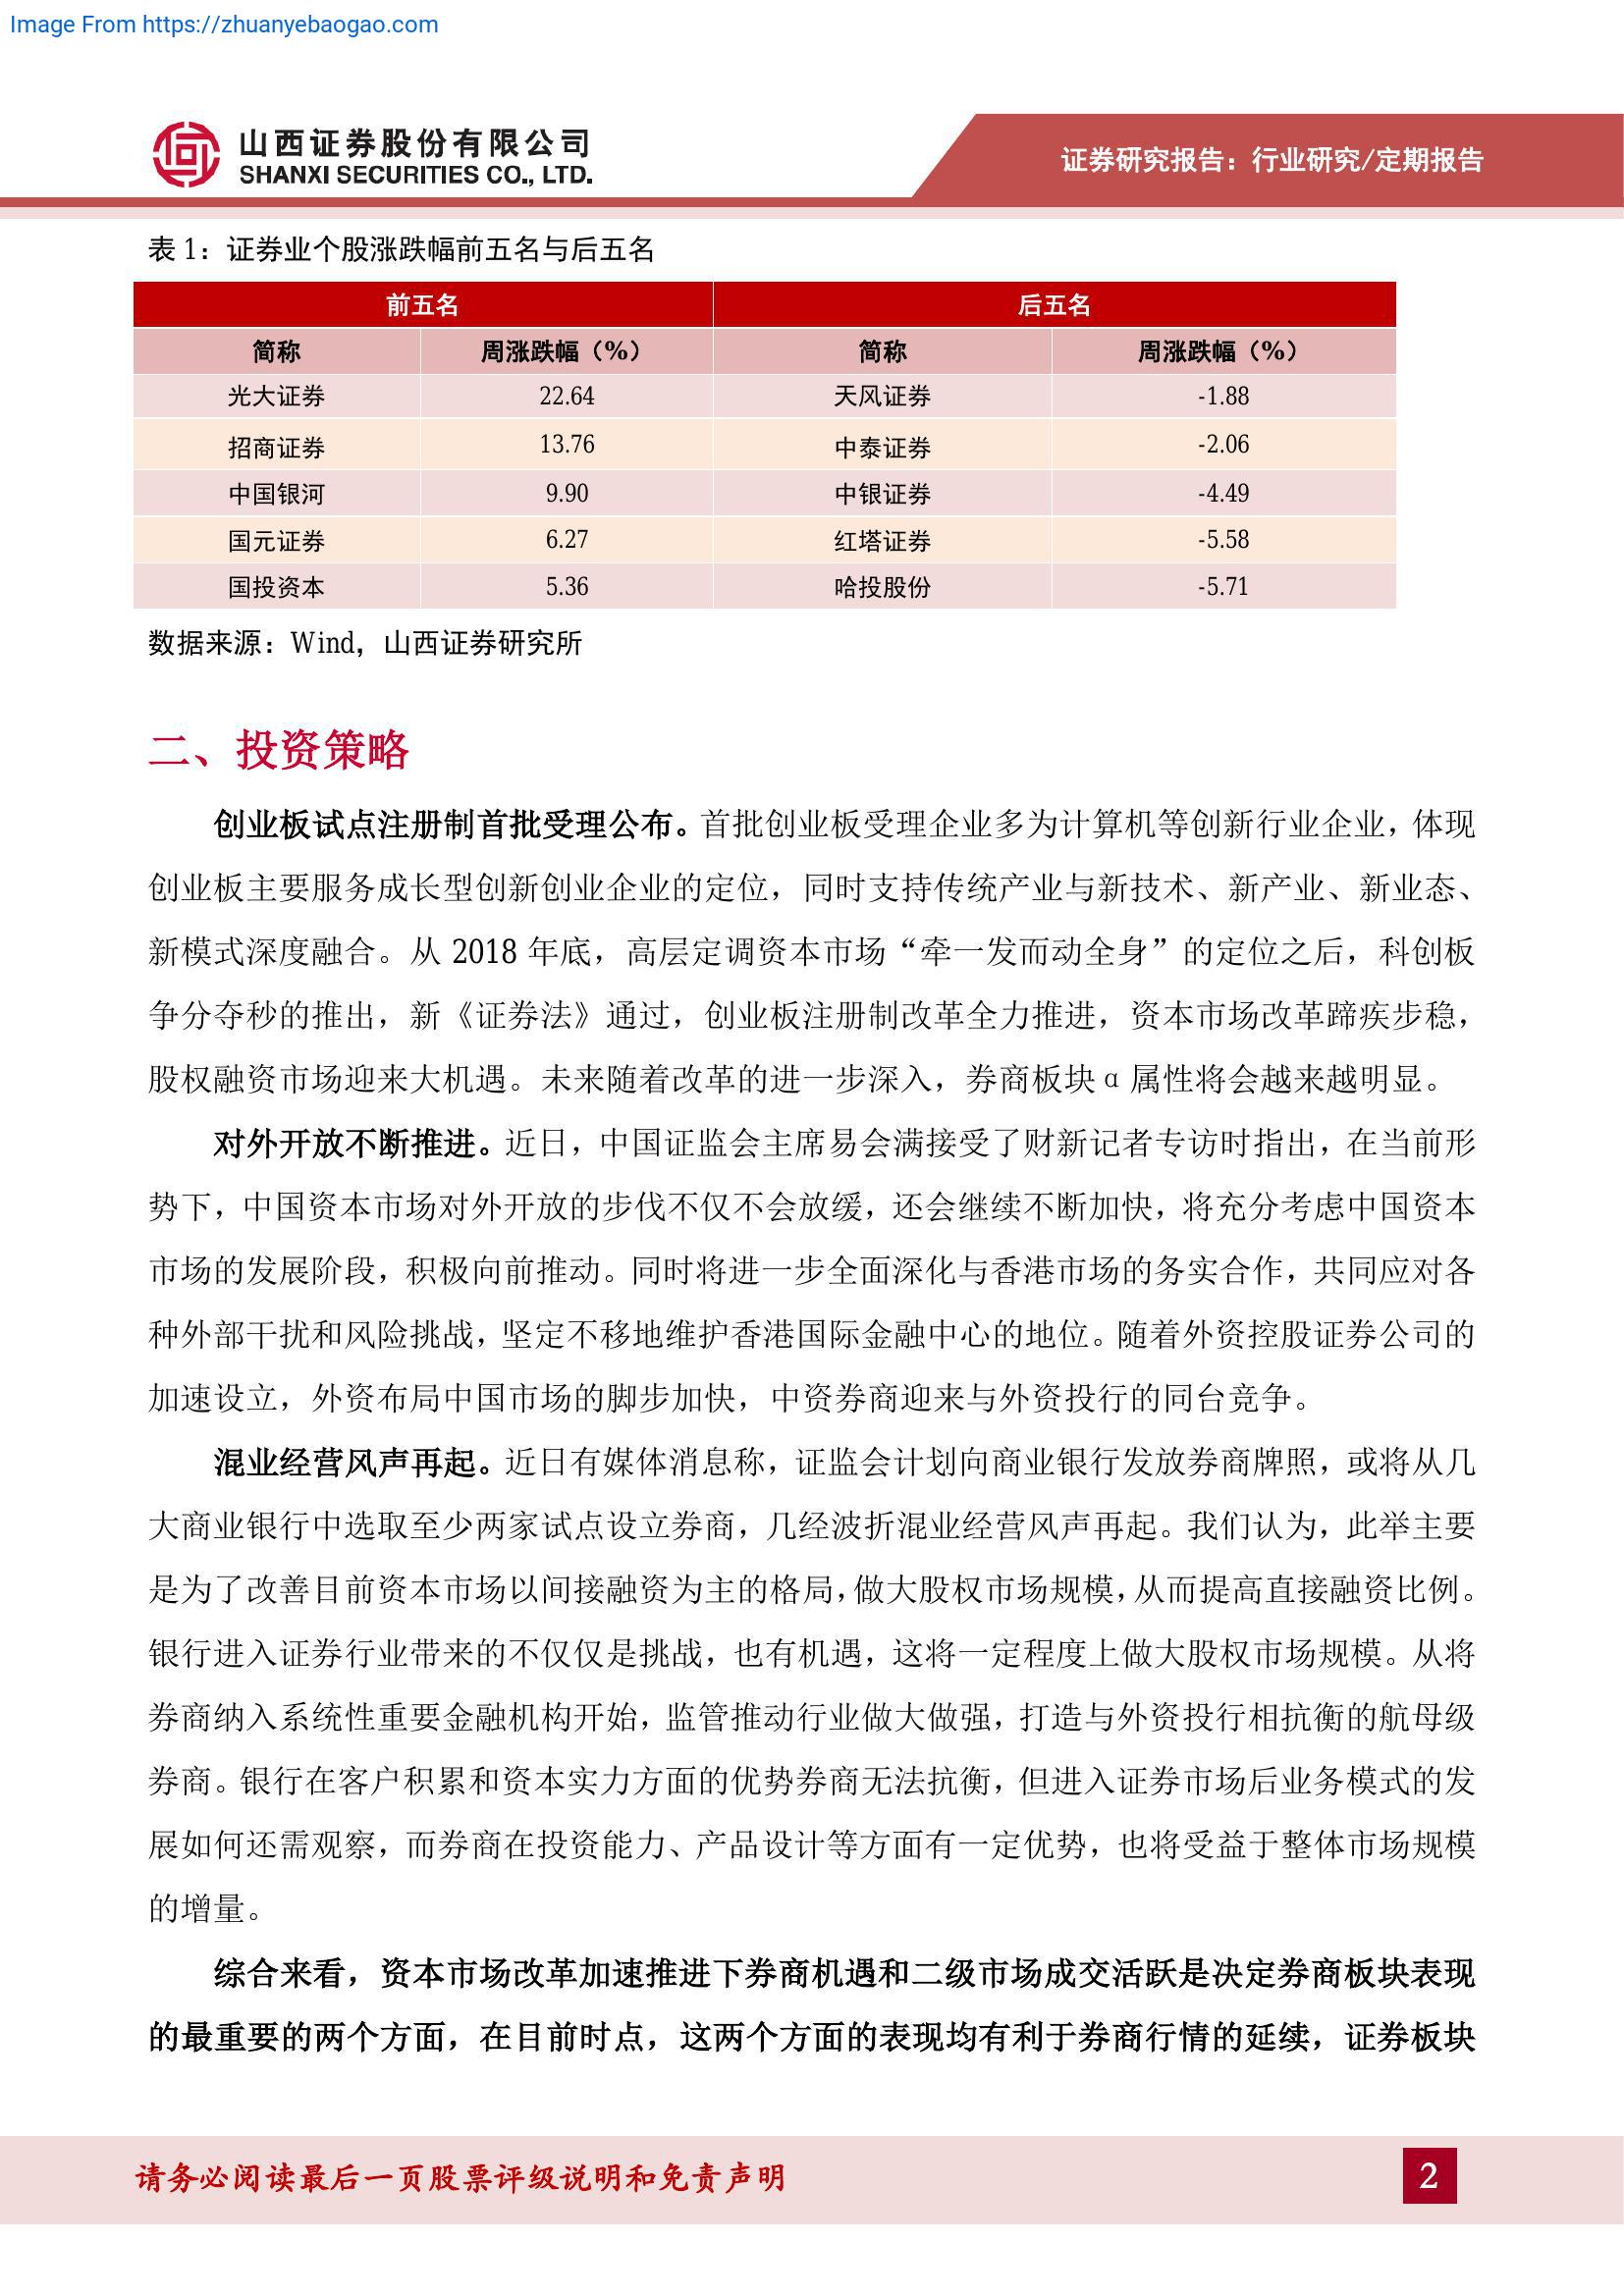 Image From https://zhuanyebaogao.com
山西证券股份有限公司
SHANXI SECURITIES CO., LTD.
证券研究报告：行业研究/定期报告
表 1：证券业个股涨跌幅前五名与后五名
前五名 后五名
简称 周涨跌幅（%） 简称 周涨跌幅（%）
光大证券 22.64 天风证券 -1.88
招商证券 13.76 中泰证券 -2.06
中国银河 9.90 中银证券 -4.49
国元证券 6.27 红塔证券 -5.58
国投资本 5.36 哈投股份 -5.71
数据来源：Wind，山西证券研究所
二、投资策略
创业板试点注册制首批受理公布。首批创业板受理企业多为计算机等创新行业企业，体现
创业板主要服务成长型创新创业企业的定位，同时支持传统产业与新技术、新产业、新业态、
新模式深度融合。从 2018 年底，高层定调资本市场“牵一发而动全身”的定位之后，科创板
争分夺秒的推出，新《证券法》通过，创业板注册制改革全力推进，资本市场改革蹄疾步稳，
股权融资市场迎来大机遇。未来随着改革的进一步深入，券商板块 α 属性将会越来越明显。
对外开放不断推进。近日，中国证监会主席易会满接受了财新记者专访时指出，在当前形
势下，中国资本市场对外开放的步伐不仅不会放缓，还会继续不断加快，将充分考虑中国资本
市场的发展阶段，积极向前推动。同时将进一步全面深化与香港市场的务实合作，共同应对各
种外部干扰和风险挑战，坚定不移地维护香港国际金融中心的地位。随着外资控股证券公司的
加速设立，外资布局中国市场的脚步加快，中资券商迎来与外资投行的同台竞争。
混业经营风声再起。近日有媒体消息称，证监会计划向商业银行发放券商牌照，或将从几
大商业银行中选取至少两家试点设立券商，几经波折混业经营风声再起。我们认为，此举主要
是为了改善目前资本市场以间接融资为主的格局，做大股权市场规模，从而提高直接融资比例。
银行进入证券行业带来的不仅仅是挑战，也有机遇，这将一定程度上做大股权市场规模。从将
券商纳入系统性重要金融机构开始，监管推动行业做大做强，打造与外资投行相抗衡的航母级
券商。银行在客户积累和资本实力方面的优势券商无法抗衡，但进入证券市场后业务模式的发
展如何还需观察，而券商在投资能力、产品设计等方面有一定优势，也将受益于整体市场规模
的增量。
综合来看，资本市场改革加速推进下券商机遇和二级市场成交活跃是决定券商板块表现
的最重要的两个方面，在目前时点，这两个方面的表现均有利于券商行情的延续，证券板块
请务必阅读最后一页股票评级说明和免责声明
2